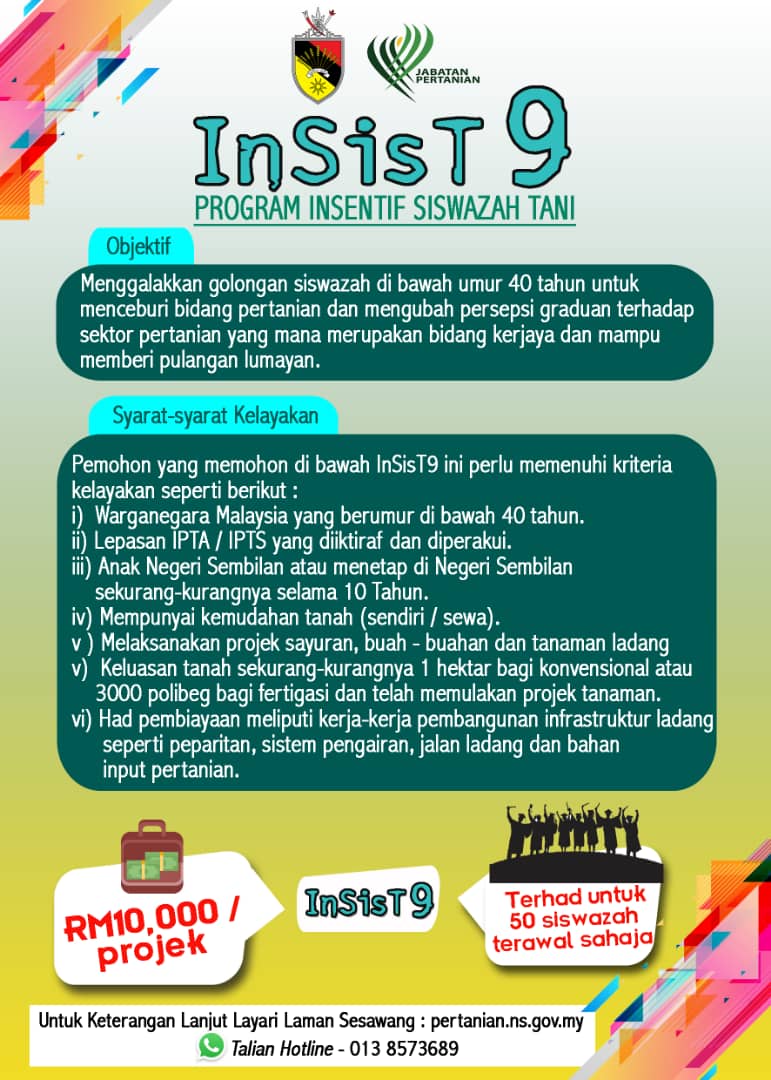 JABATAN
PERTANIAN
InSisT 9
PROGRAM INSENTIF SISWAZAH TANI
Objektif
Menggalakkan golongan siswazah di bawah umur 40 tahun untuk
menceburi bidang pertanian dan mengubah persepsi graduan terhadap
sektor pertanian yang mana merupakan bidang kerjaya dan mampu
memberi pulangan lumayan.
Syarat-syarat Kelayakan
Pemohon yang memohon di bawah InSisT9 ini perlu memenuhi kriteria
kelayakan seperti berikut :
i) Warganegara Malaysia yang berumur di bawah 40 tahun.
ii) Lepasan IPTA / IPTS yang diiktiraf dan diperakui.
iii) Anak Negeri Sembilan atau menetap di Negeri Sembilan
sekurang-kurangnya selama 10 Tahun.
iv) Mempunyai kemudahan tanah (sendiri / sewa).
v ) Melaksanakan projek sayuran, buah - buahan dan tanaman ladang
v) Keluasan tanah sekurang-kurangnya 1 hektar bagi konvensional atau
3000 polibeg bagi fertigasi dan telah memulakan projek tanaman.
vi) Had pembiayaan meliputi kerja-kerja pembangunan infrastruktur ladang
seperti peparitan, sistem pengairan, jalan ladang dan bahan
input pertanian.
RM10,000 /
projek
InSisT 9
Terhad untuk
50 siswazah
terawal sahaja
Untuk Keterangan Lanjut Layari Laman Sesawang : pertanian.ns.gov.my
Talian Hotline - 013 8573689